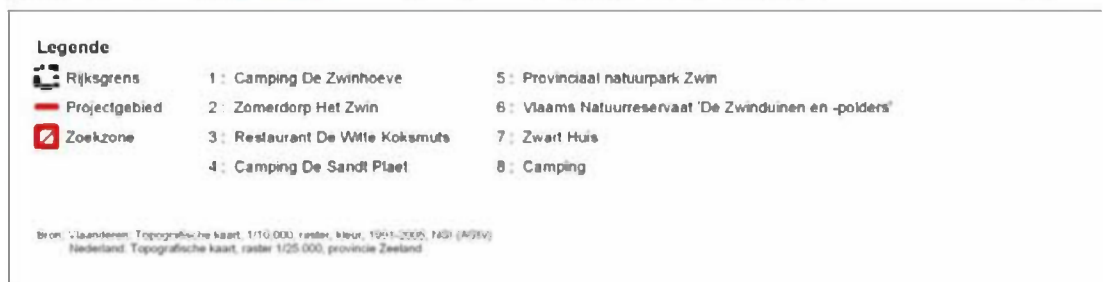 Legende
Rijksgrens
Projectgebied
Zoekzone
1 : Camping De Zwinhoeve
2 : Zomerdorp Het Zwin
3 : Restaurant De Witte Koksmuts
4 : Camping De Sandt Plaet
5 : Provinciaal natuurpark Zwin
6 : Vlaams Natuurreservaat 'De Zwinduinen en -polders'
7 : Zwart Huis
8 : Camping
Bron: Vlaanderen: Topografische kaart, 1/10.000, raster, kleur, 1991-2005, NGI (AGIV)
Nederland: Topografische kaart, raster 1/25.000, provincie Zeeland